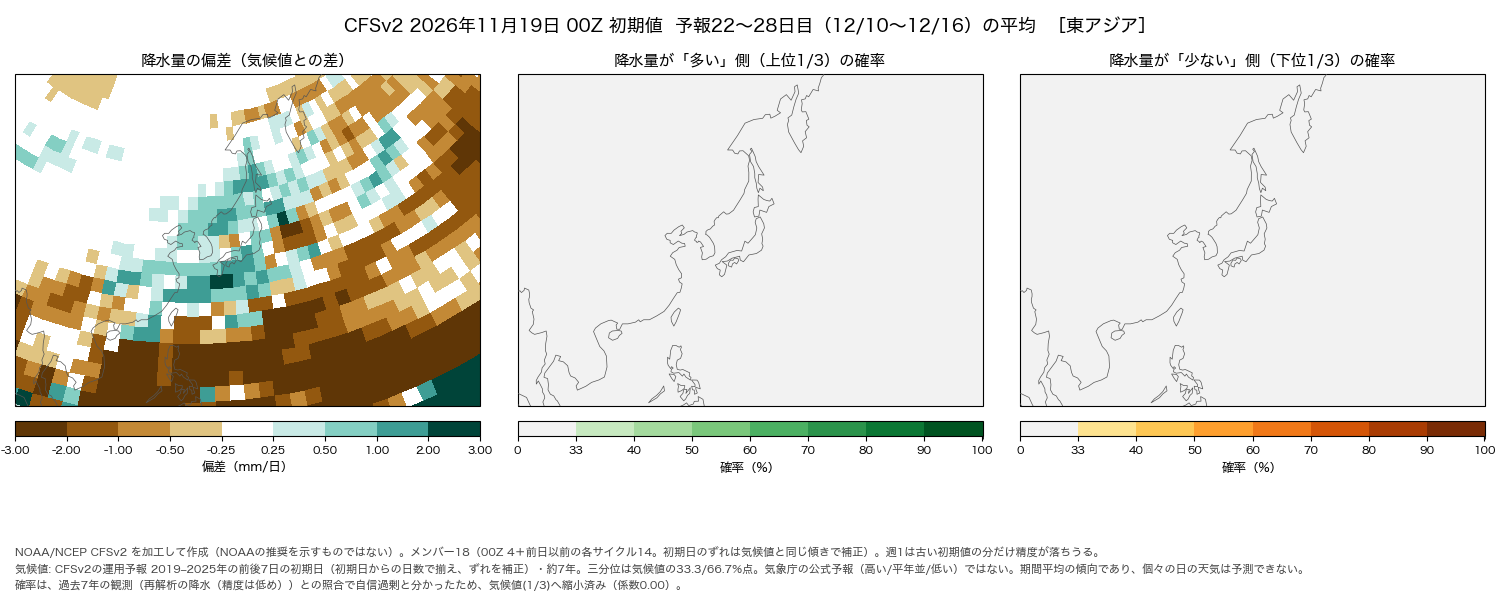 CFSv2 2026年11月19日 00Z 初期値 予報22～28日目（12/10～12/16）の平均 ［東アジア］
降水量の偏差（気候値との差）
降水量が「多い」側（上位1/3）の確率
降水量が「少ない」側（下位1/3）の確率
-3.00 -2.00 -1.00 -0.50 -0.25 0.25 0.50 1.00 2.00 3.00
偏差（mm/日）
0 33 40 50 60 70 80 90 100
確率（%）
0 33 40 50 60 70 80 90 100
確率（%）
NOAA/NCEP CFSv2 を加工して作成（NOAAの推奨を示すものではない）。メンバー18（00Z 4＋前日以前の各サイクル14。初期日のずれは気候値と同じ傾きで補正）。週1は古い初期値の分だけ精度が落ちうる。
気候値: CFSv2の運用予報 2019–2025年の前後7日の初期日（初期日からの日数で揃え、ずれを補正）・約7年。三分位は気候値の33.3/66.7%点。気象庁の公式予報（高い/平年並/低い）ではない。期間平均の傾向であり、個々の日の天気は予測できない。
確率は、過去7年の観測（再解析の降水（精度は低め））との照合で自信過剰と分かったため、気候値(1/3)へ縮小済み（係数0.00）。